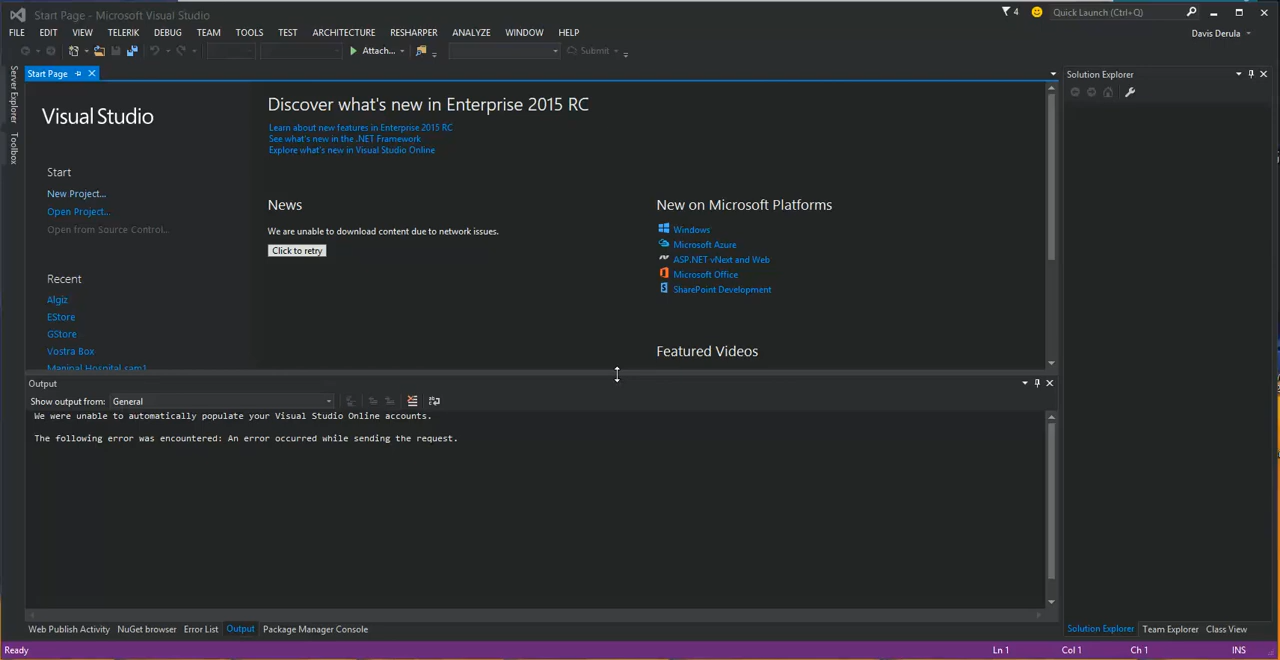 Start Page - Microsoft Visual Studio
4
Quick Launch (Ctrl+Q)
FILE EDIT VIEW TELERIK DEBUG TEAM TOOLS TEST ARCHITECTURE RESHARPER ANALYZE WINDOW HELP
Davis Derula
Attach...
Submit
Server Explorer
Toolbox
Start Page
Visual Studio
Start
New Project...
Open Project...
Open from Source Control...
Recent
Algiz
EStore
GStore
Vostra Box
Manipal Hospital sam1
Discover what's new in Enterprise 2015 RC
Learn about new features in Enterprise 2015 RC
See what's new in the .NET Framework
Explore what's new in Visual Studio Online
News
We are unable to download content due to network issues.
Click to retry
New on Microsoft Platforms
Windows
Microsoft Azure
ASP.NET vNext and Web
Microsoft Office
SharePoint Development
Featured Videos
Solution Explorer
Output
Show output from: General
We were unable to automatically populate your Visual Studio Online accounts.
The following error was encountered: An error occurred while sending the request.
Web Publish Activity NuGet browser Error List Output Package Manager Console
Solution Explorer Team Explorer Class View
Ready Ln 1 Col 1 Ch 1 INS